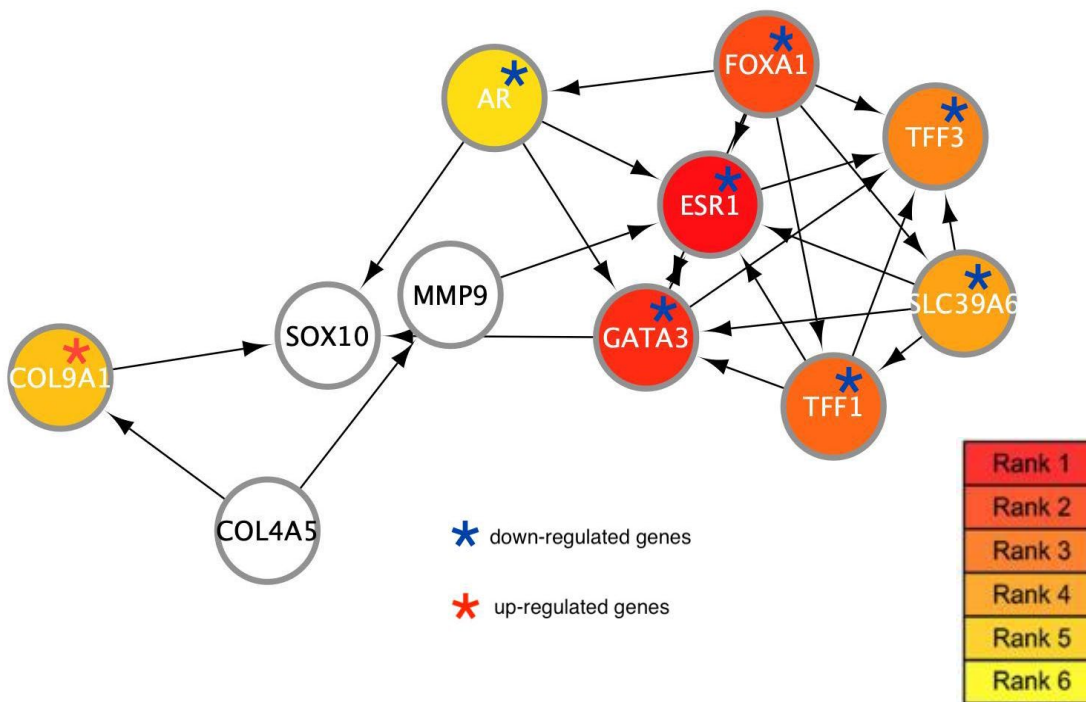 FOXA1
AR
TFF3
ESR1
MMP9
SLC39A6
SOX10
GATA3
COL9A1
TFF1
COL4A5
down-regulated genes
up-regulated genes
Rank 1
Rank 2
Rank 3
Rank 4
Rank 5
Rank 6